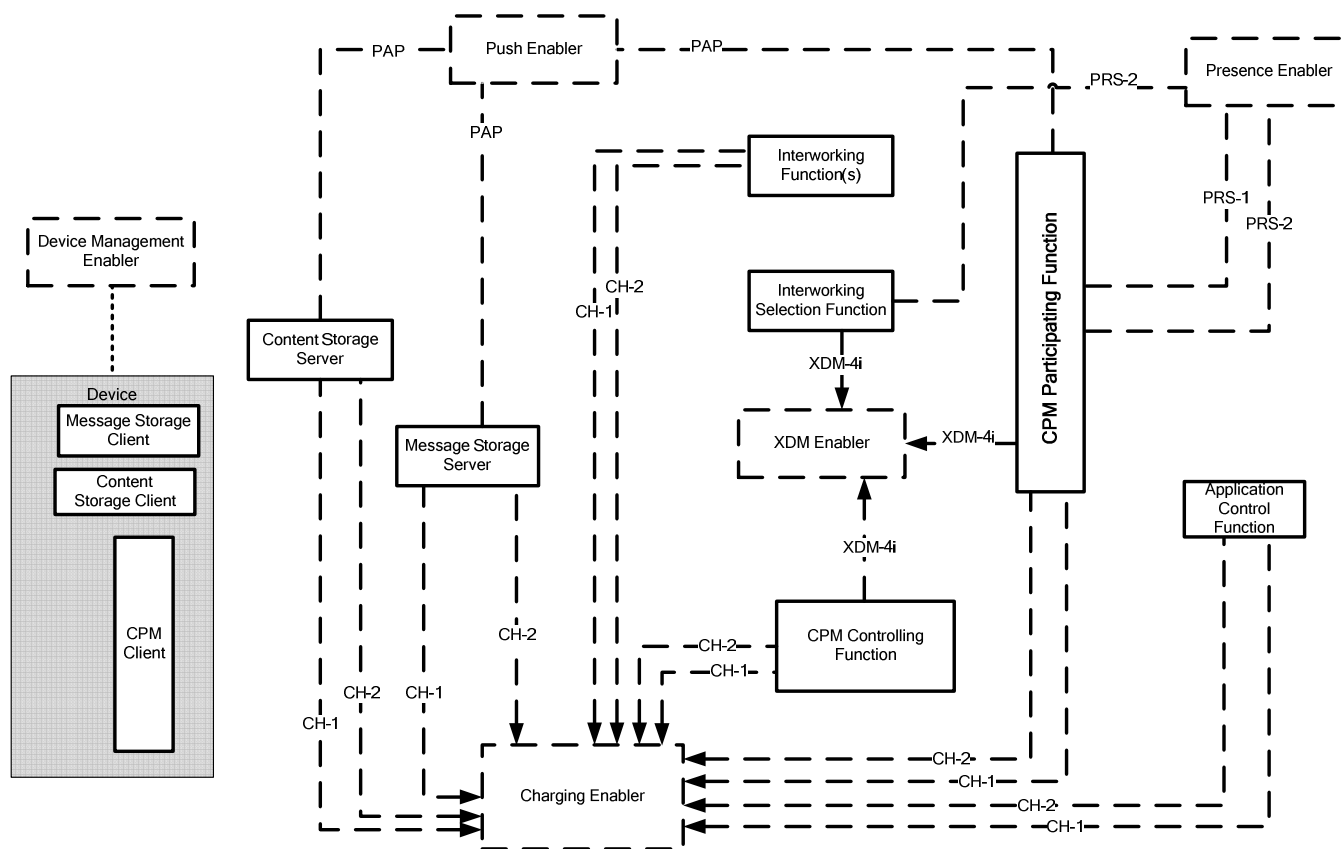 PAP
Push Enabler
PAP
Presence Enabler
PRS-2
PAP
Interworking
Function(s)
PRS-1
PRS-2
CPM Participating Function
Device Management
Enabler
CH-2
CH-1
Interworking
Selection Function
Content Storage
Server
XDM-4i
Device
Message Storage
Client
Message Storage
Server
XDM Enabler
XDM-4i
Content
Storage Client
Application
Control
Function
XDM-4i
CPM
Client
CH-2
CPM Controlling
Function
CH-2
CH-1
CH-2
CH-1
CH-1
CH-2
CH-1
Charging Enabler
CH-2
CH-1